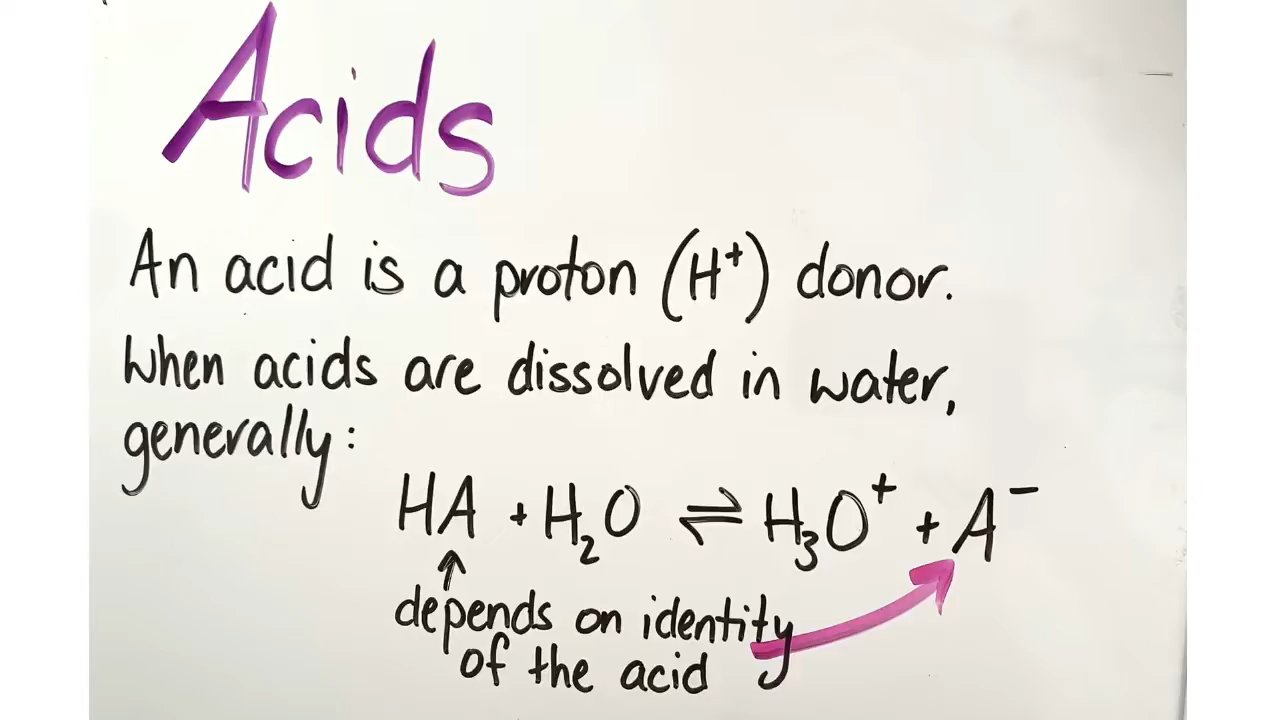 Acids
An acid is a proton (H⁺) donor.
When acids are dissolved in water,
generally:
HA + H₂O ⇌ H₃O⁺ + A⁻
↑
depends on identity
of the acid